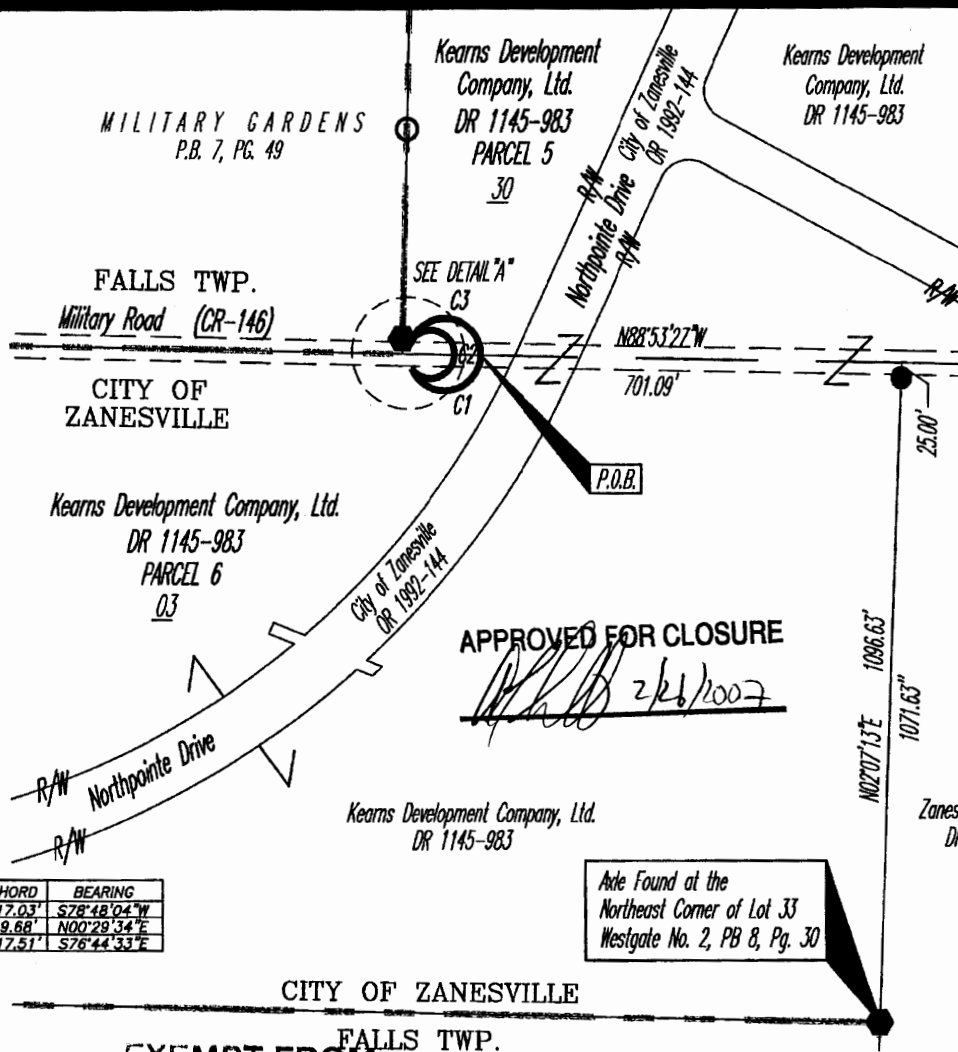 Kearns Development
Company, Ltd.
DR 1145-983
PARCEL 5
30
Kearns Development
Company, Ltd.
DR 1145-983
MILITARY GARDENS
P.B. 7, PG. 49
City of Zanesville
OR 1992-144
R/W
Northpointe Drive
R/W
R/W
SEE DETAIL "A"
C3
C2
C1
FALLS TWP.
Military Road (CR-146)
N88°53'27"W
701.09'
25.00'
CITY OF
ZANESVILLE
P.O.B.
Kearns Development Company, Ltd.
DR 1145-983
PARCEL 6
03
City of Zanesville
OR 1992-144
APPROVED FOR CLOSURE
2/26/2007
N02°07'13"E 1096.63'
1071.63"
R/W
Northpointe Drive
R/W
Kearns Development Company, Ltd.
DR 1145-983
HORD BEARING
17.03' S78°48'04"W
9.68' N00°29'34"E
17.51' S76°44'33"E
Axle Found at the
Northeast Corner of Lot 33
Westgate No. 2, PB 8, Pg. 30
CITY OF ZANESVILLE
FALLS TWP.